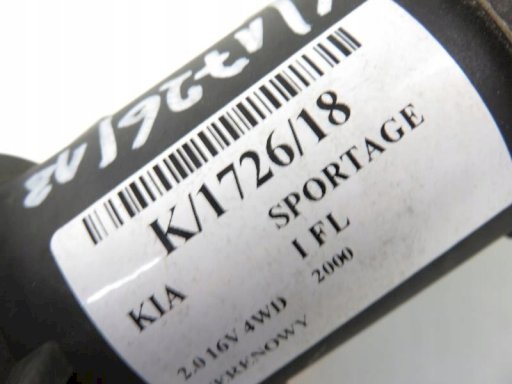 K/1726/18
KIA SPORTAGE
I FL
2.0 16V 4WD 2000